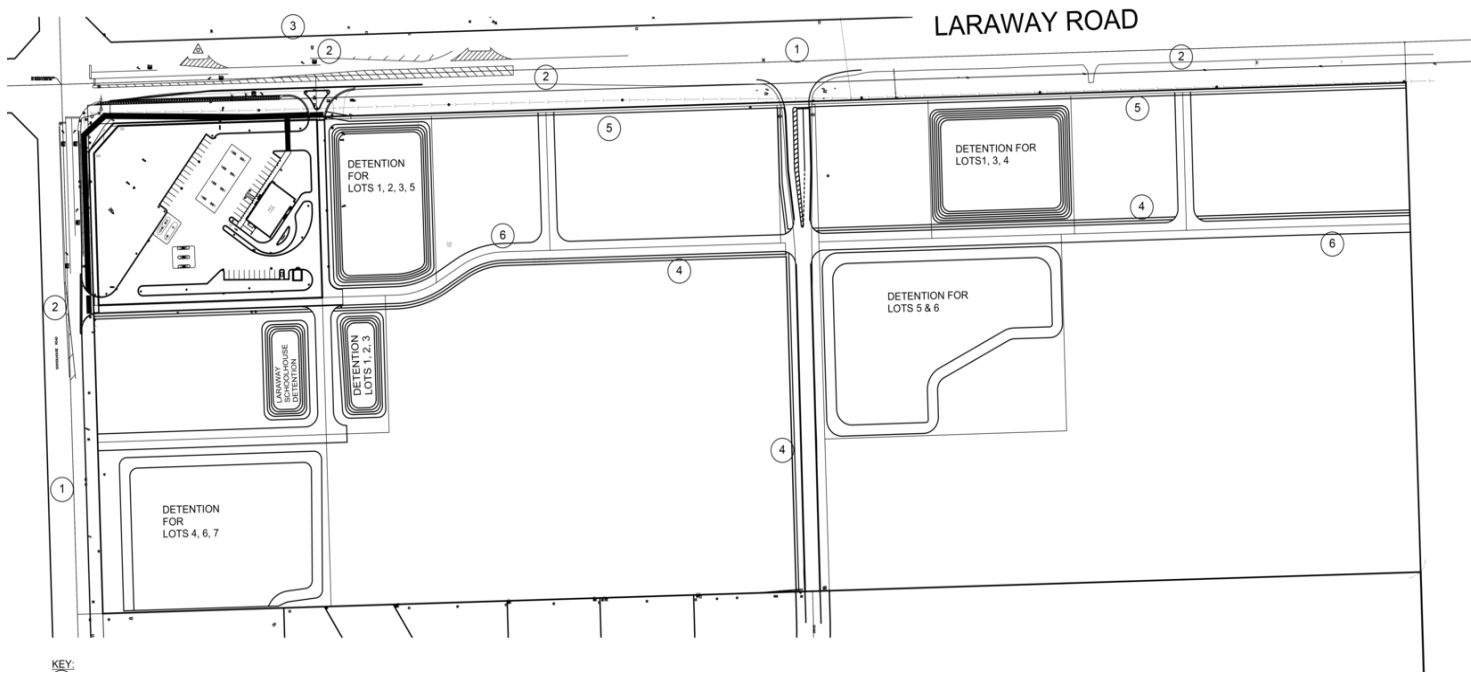 LARAWAY ROAD
3
2
1
2
2
5
5
DETENTION
FOR
LOTS 1, 2, 3, 5
DETENTION FOR
LOTS1, 3, 4
4
6
6
4
2
DETENTION FOR
LOTS 5 & 6
LARAWAY
SCHOOLHOUSE
DETENTION
DETENTION
LOTS 1, 2, 3
4
1
DETENTION
FOR
LOTS 4, 6, 7
KEY: